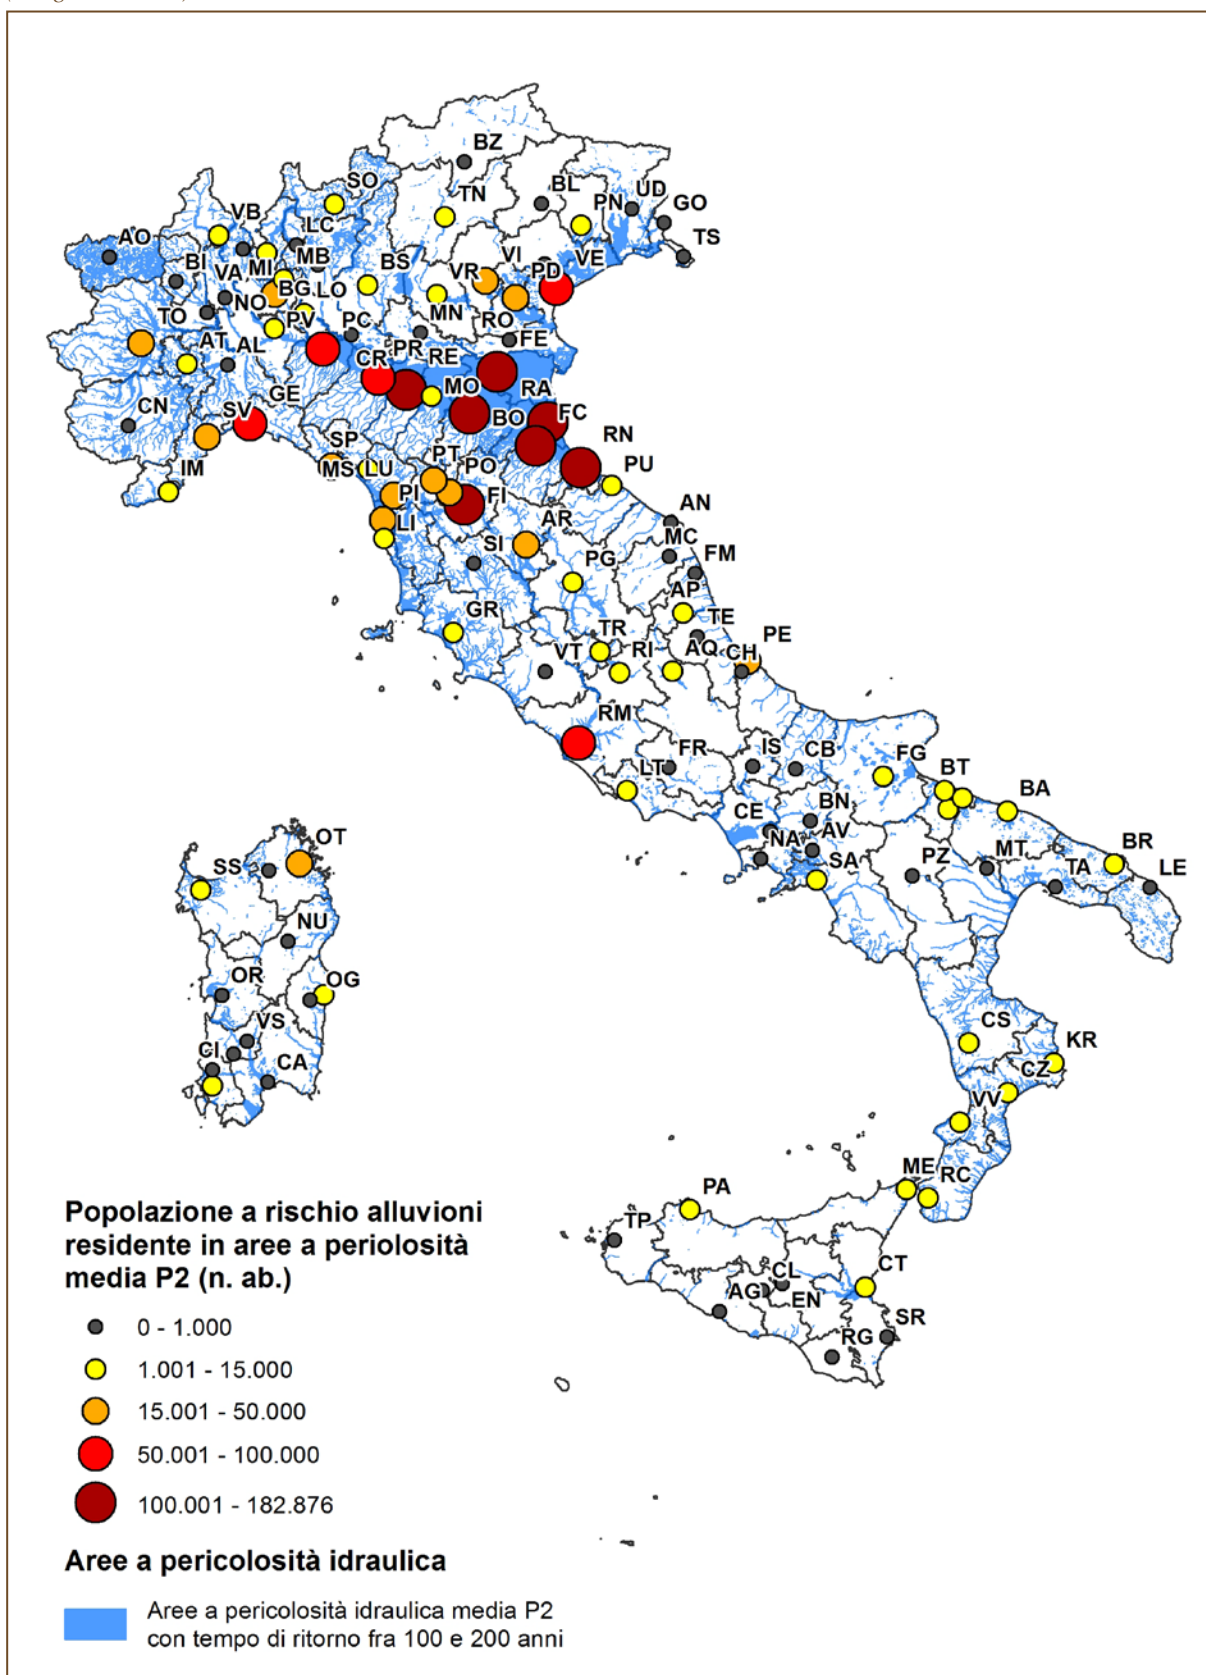 BZ
SO
TN
BL
PN
UD
GO
TS
VB
LC
AO
MB
BI
VA
MI
BS
VR
VI
PD
VE
NO
BG
LO
TO
MN
RO
PV
PC
FE
AT
AL
CR
PR
RE
MO
RA
GE
CN
SV
BO
FC
RN
SP
PT
PO
PU
IM
MS
LU
PI
FI
AN
LI
AR
MC
SI
FM
PG
AP
GR
TE
TR
RI
AQ
PE
VT
CH
RM
FR
IS
CB
FG
LT
BT
BA
CE
BN
NA
AV
OT
SS
SA
PZ
MT
BR
TA
LE
NU
OR
OG
VS
CS
KR
CI
CA
CZ
VV
ME
RC
PA
TP
CT
CL
AG
EN
SR
RG
Popolazione a rischio alluvioni
residente in aree a periolosità
media P2 (n. ab.)
0 - 1.000
1.001 - 15.000
15.001 - 50.000
50.001 - 100.000
100.001 - 182.876
Aree a pericolosità idraulica
Aree a pericolosità idraulica media P2
con tempo di ritorno fra 100 e 200 anni